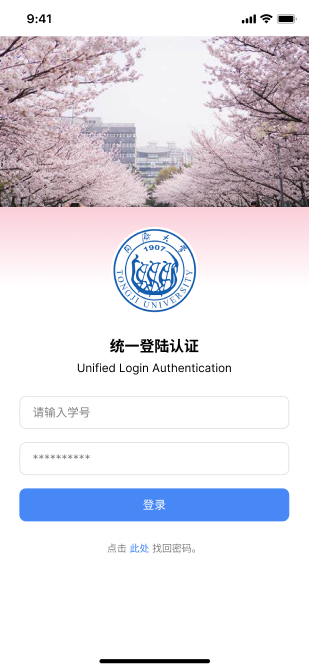 9:41
同济大学
1907
TONGJI UNIVERSITY
统一登陆认证
Unified Login Authentication
请输入学号
**********
登录
点击 此处 找回密码。